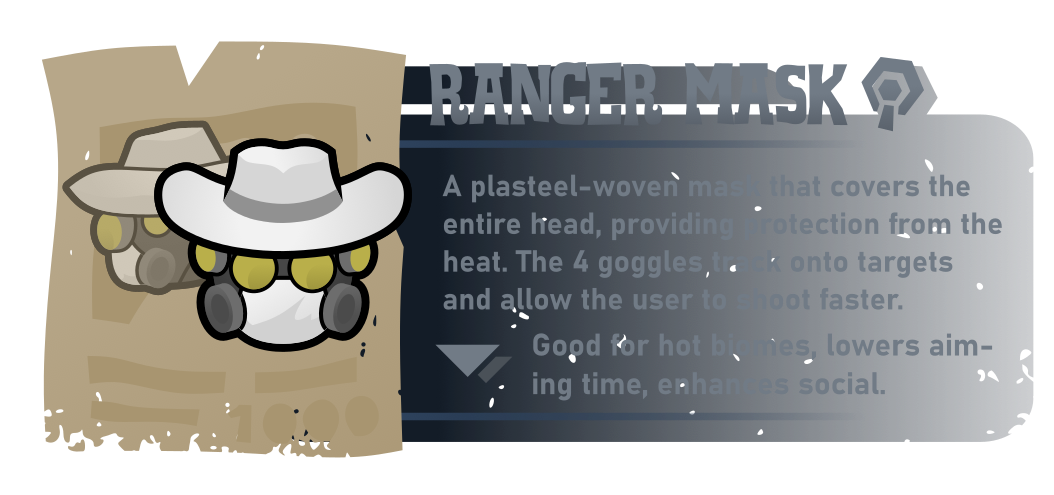 RANGER MASK
A plasteel-woven mask that covers the
entire head, providing protection from the
heat. The 4 goggles track onto targets
and allow the user to shoot faster.
Good for hot biomes, lowers aim-
ing time, enhances social.
1000